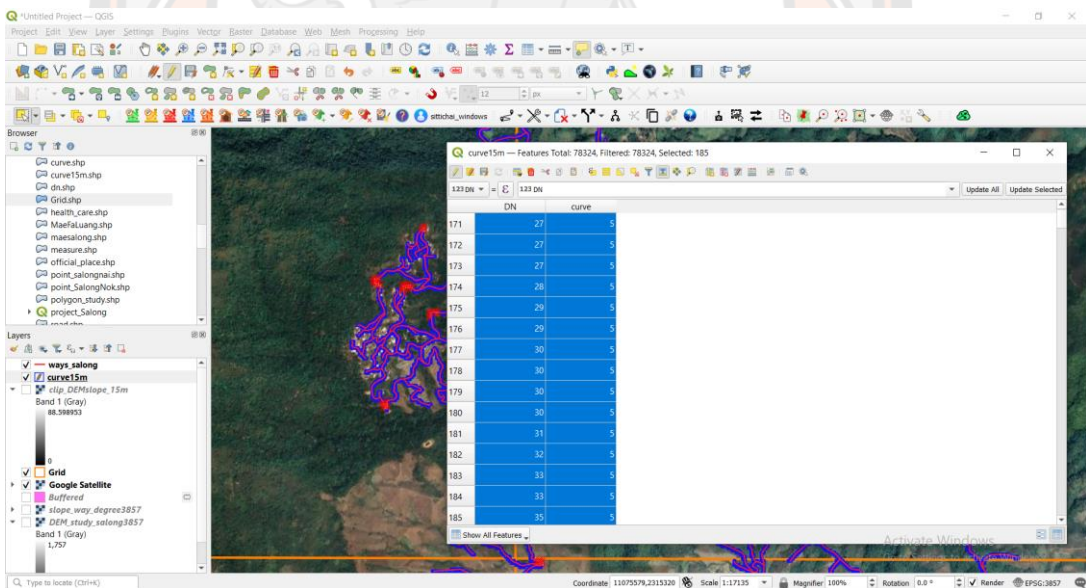 *Untitled Project — QGIS
Project Edit View Layer Settings Plugins Vector Raster Database Web Mesh Processing Help
12 px
sittichai_windows
Browser
curve.shp
curve15m.shp
dn.shp
Grid.shp
health_care.shp
MaeFaLuang.shp
maesalong.shp
measure.shp
official_place.shp
point_salongnai.shp
point_SalongNok.shp
polygon_study.shp
project_Salong
road.shp
Layers
ways_salong
curve15m
clip_DEMslope_15m
Band 1 (Gray)
88.598953
0
Grid
Google Satellite
Buffered
slope_way_degree3857
DEM_study_salong3857
Band 1 (Gray)
1,757
curve15m — Features Total: 78324, Filtered: 78324, Selected: 185
123 DN = ε 123 DN Update All Update Selected
DN curve
171 27 5
172 27 5
173 27 5
174 28 5
175 29 5
176 29 5
177 30 5
178 30 5
179 30 5
180 30 5
181 31 5
182 32 5
183 33 5
184 33 5
185 35 5
Show All Features
Activate Windows
Type to locate (Ctrl+K) Coordinate 11075579,2315320 Scale 1:17135 Magnifier 100% Rotation 0.0 ° Render EPSG:3857